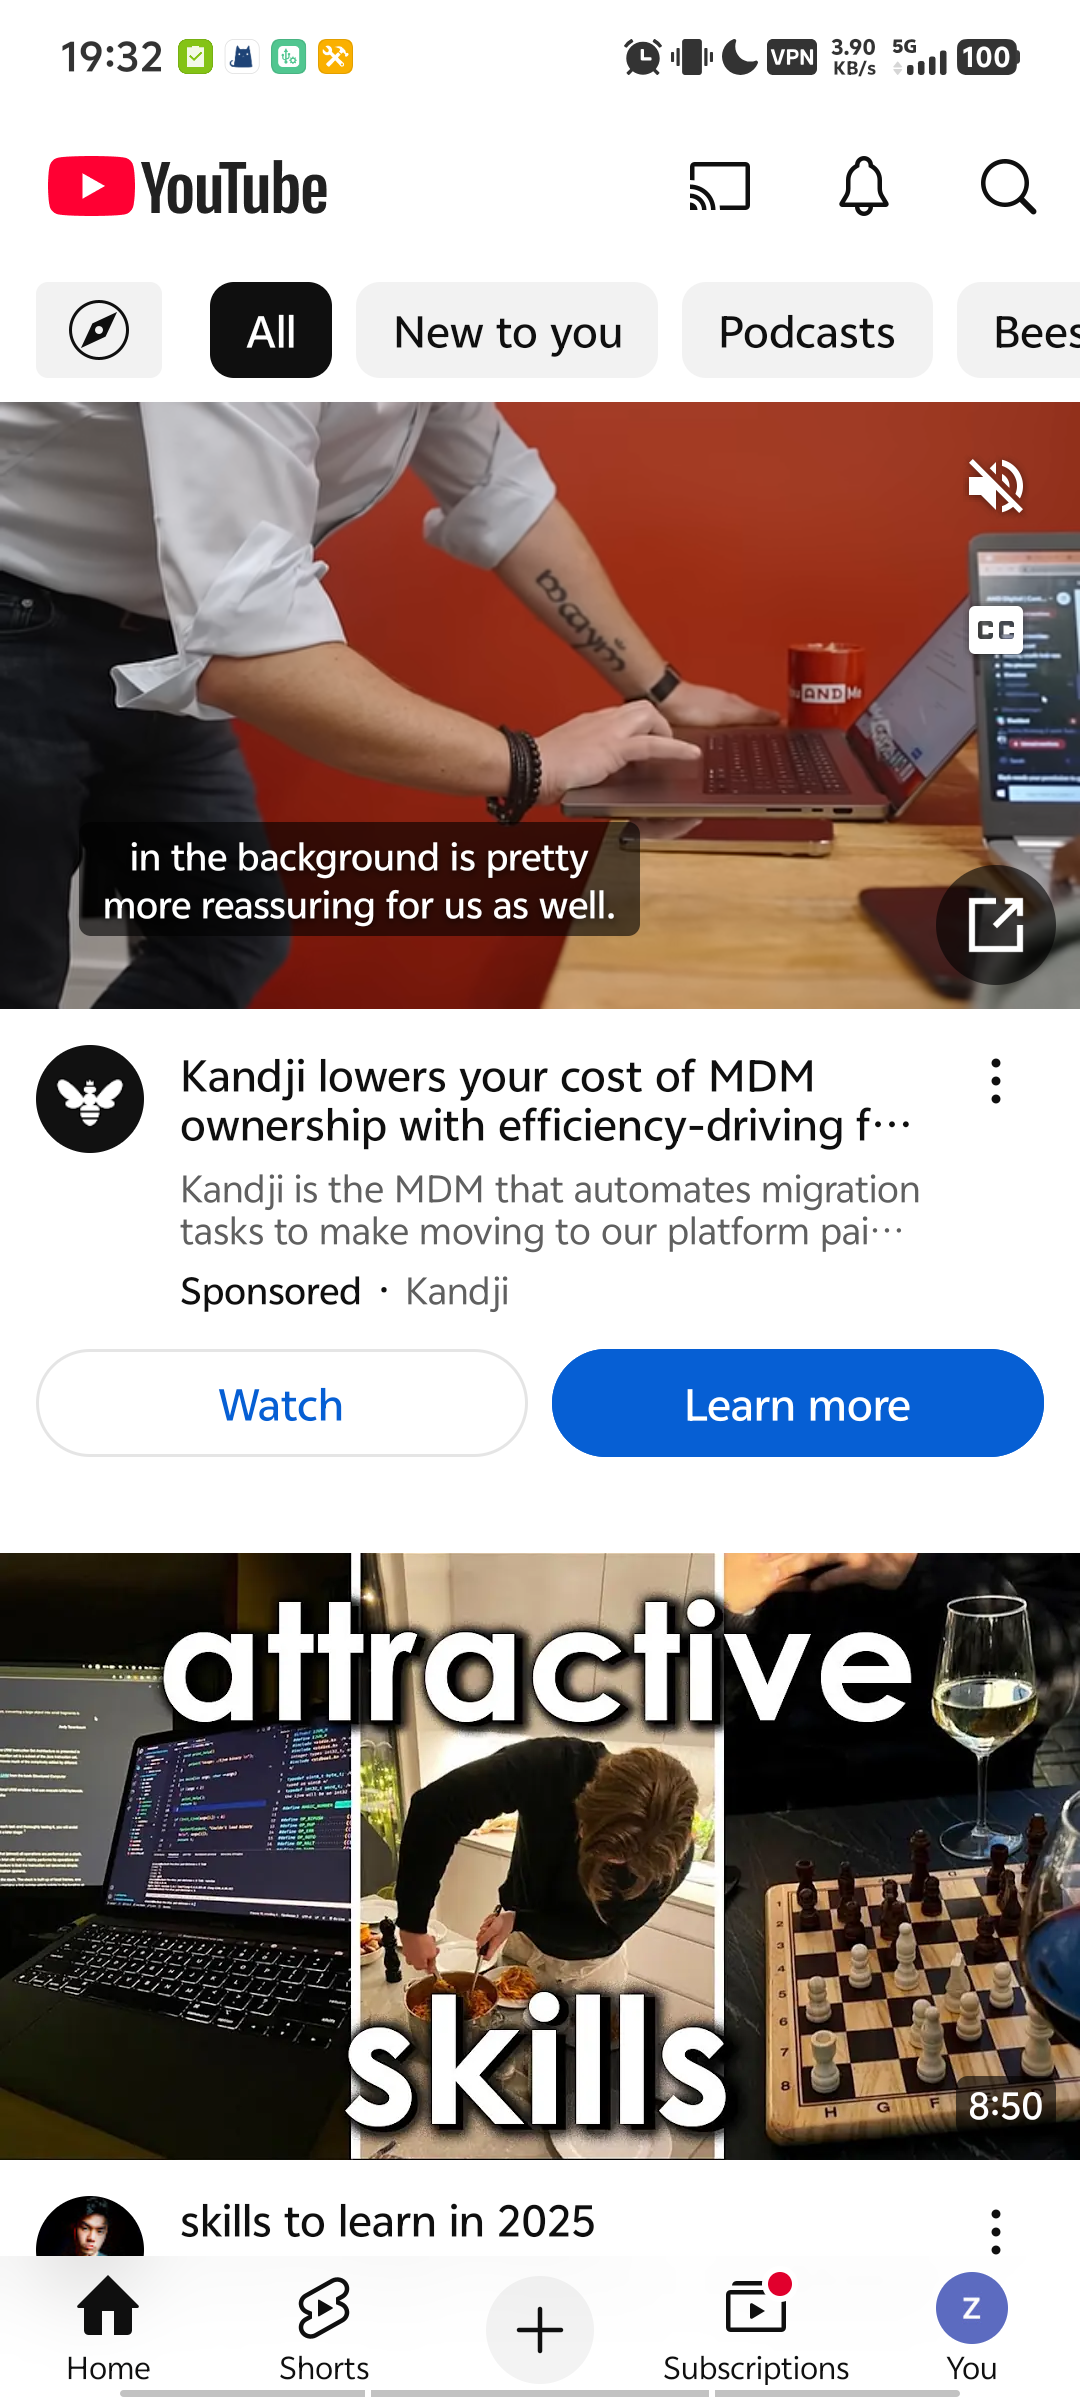 19:32
VPN
3.90
KB/s
5G
100
YouTube
All
New to you
Podcasts
Bees
AND Me
CC
in the background is pretty
more reassuring for us as well.
Kandji lowers your cost of MDM
ownership with efficiency-driving f···
Kandji is the MDM that automates migration
tasks to make moving to our platform pai···
Sponsored · Kandji
Watch
Learn more
attractive
skills
8:50
skills to learn in 2025
Home
Shorts
Subscriptions
Z
You